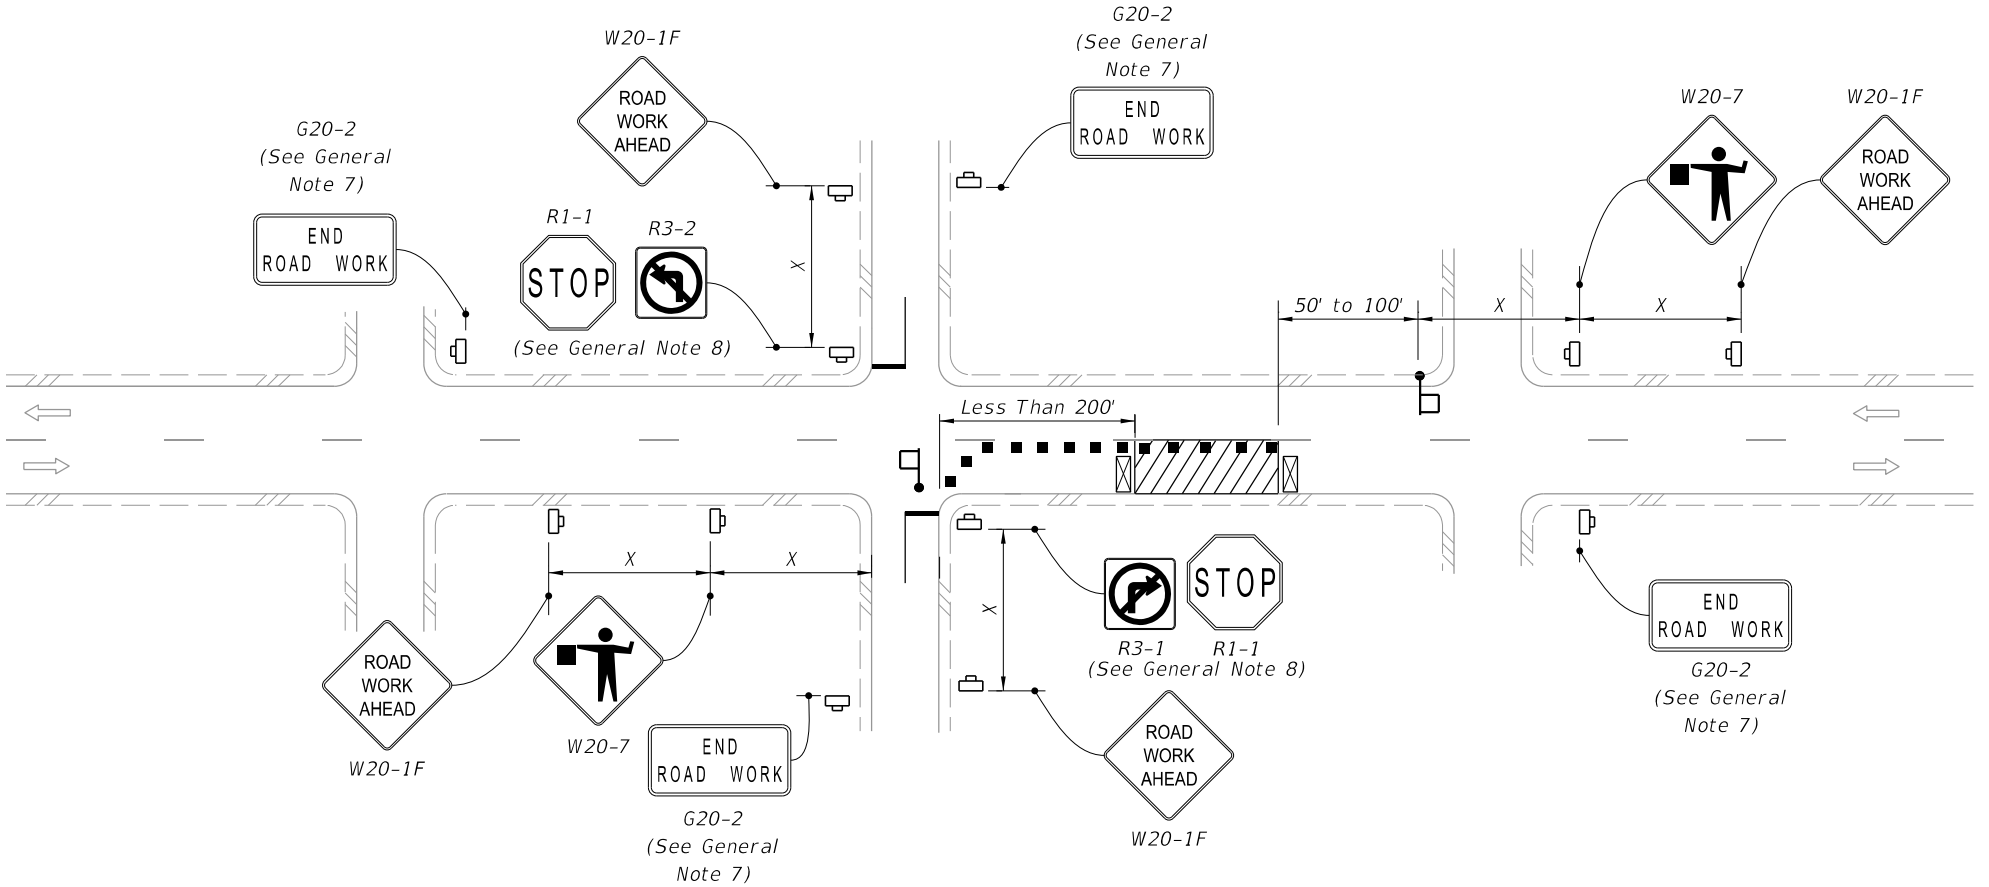 G20-2
(See General
Note 7)
END
ROAD WORK
W20-1F
ROAD
WORK
AHEAD
R1-1
STOP
R3-2
(See General Note 8)
X
G20-2
(See General
Note 7)
END
ROAD WORK
W20-7
W20-1F
ROAD
WORK
AHEAD
50' to 100'
X
X
Less Than 200'
X
X
ROAD
WORK
AHEAD
W20-1F
W20-7
END
ROAD WORK
G20-2
(See General
Note 7)
X
STOP
R3-1 R1-1
(See General Note 8)
ROAD
WORK
AHEAD
W20-1F
END
ROAD WORK
G20-2
(See General
Note 7)